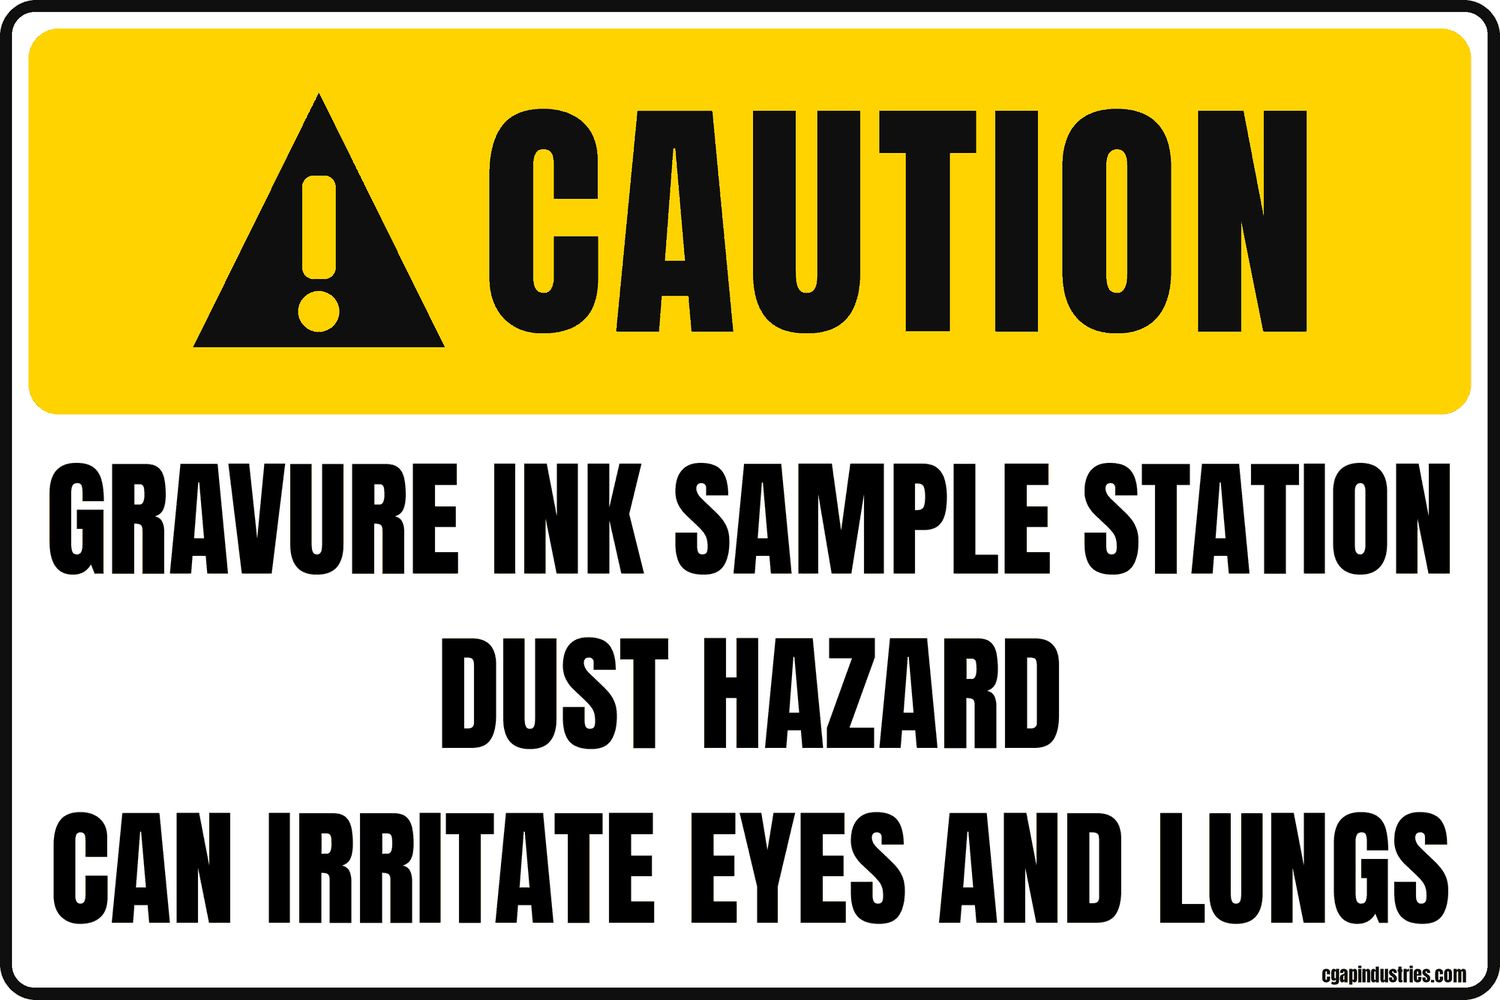 CAUTION
GRAVURE INK SAMPLE STATION
DUST HAZARD
CAN IRRITATE EYES AND LUNGS
cgapindustries.com